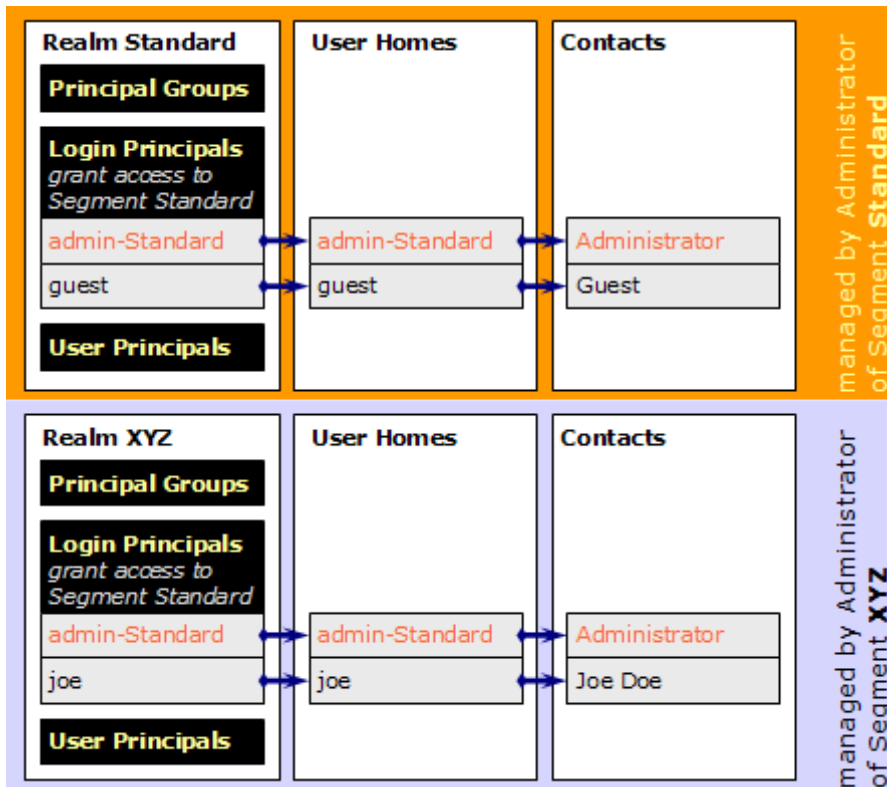 Realm Standard
User Homes
Contacts
Principal Groups
Login Principals
grant access to
Segment Standard
admin-Standard
admin-Standard
Administrator
guest
guest
Guest
User Principals
managed by Administrator
of Segment Standard
Realm XYZ
User Homes
Contacts
Principal Groups
Login Principals
grant access to
Segment Standard
admin-Standard
admin-Standard
Administrator
joe
joe
Joe Doe
User Principals
managed by Administrator
of Segment XYZ